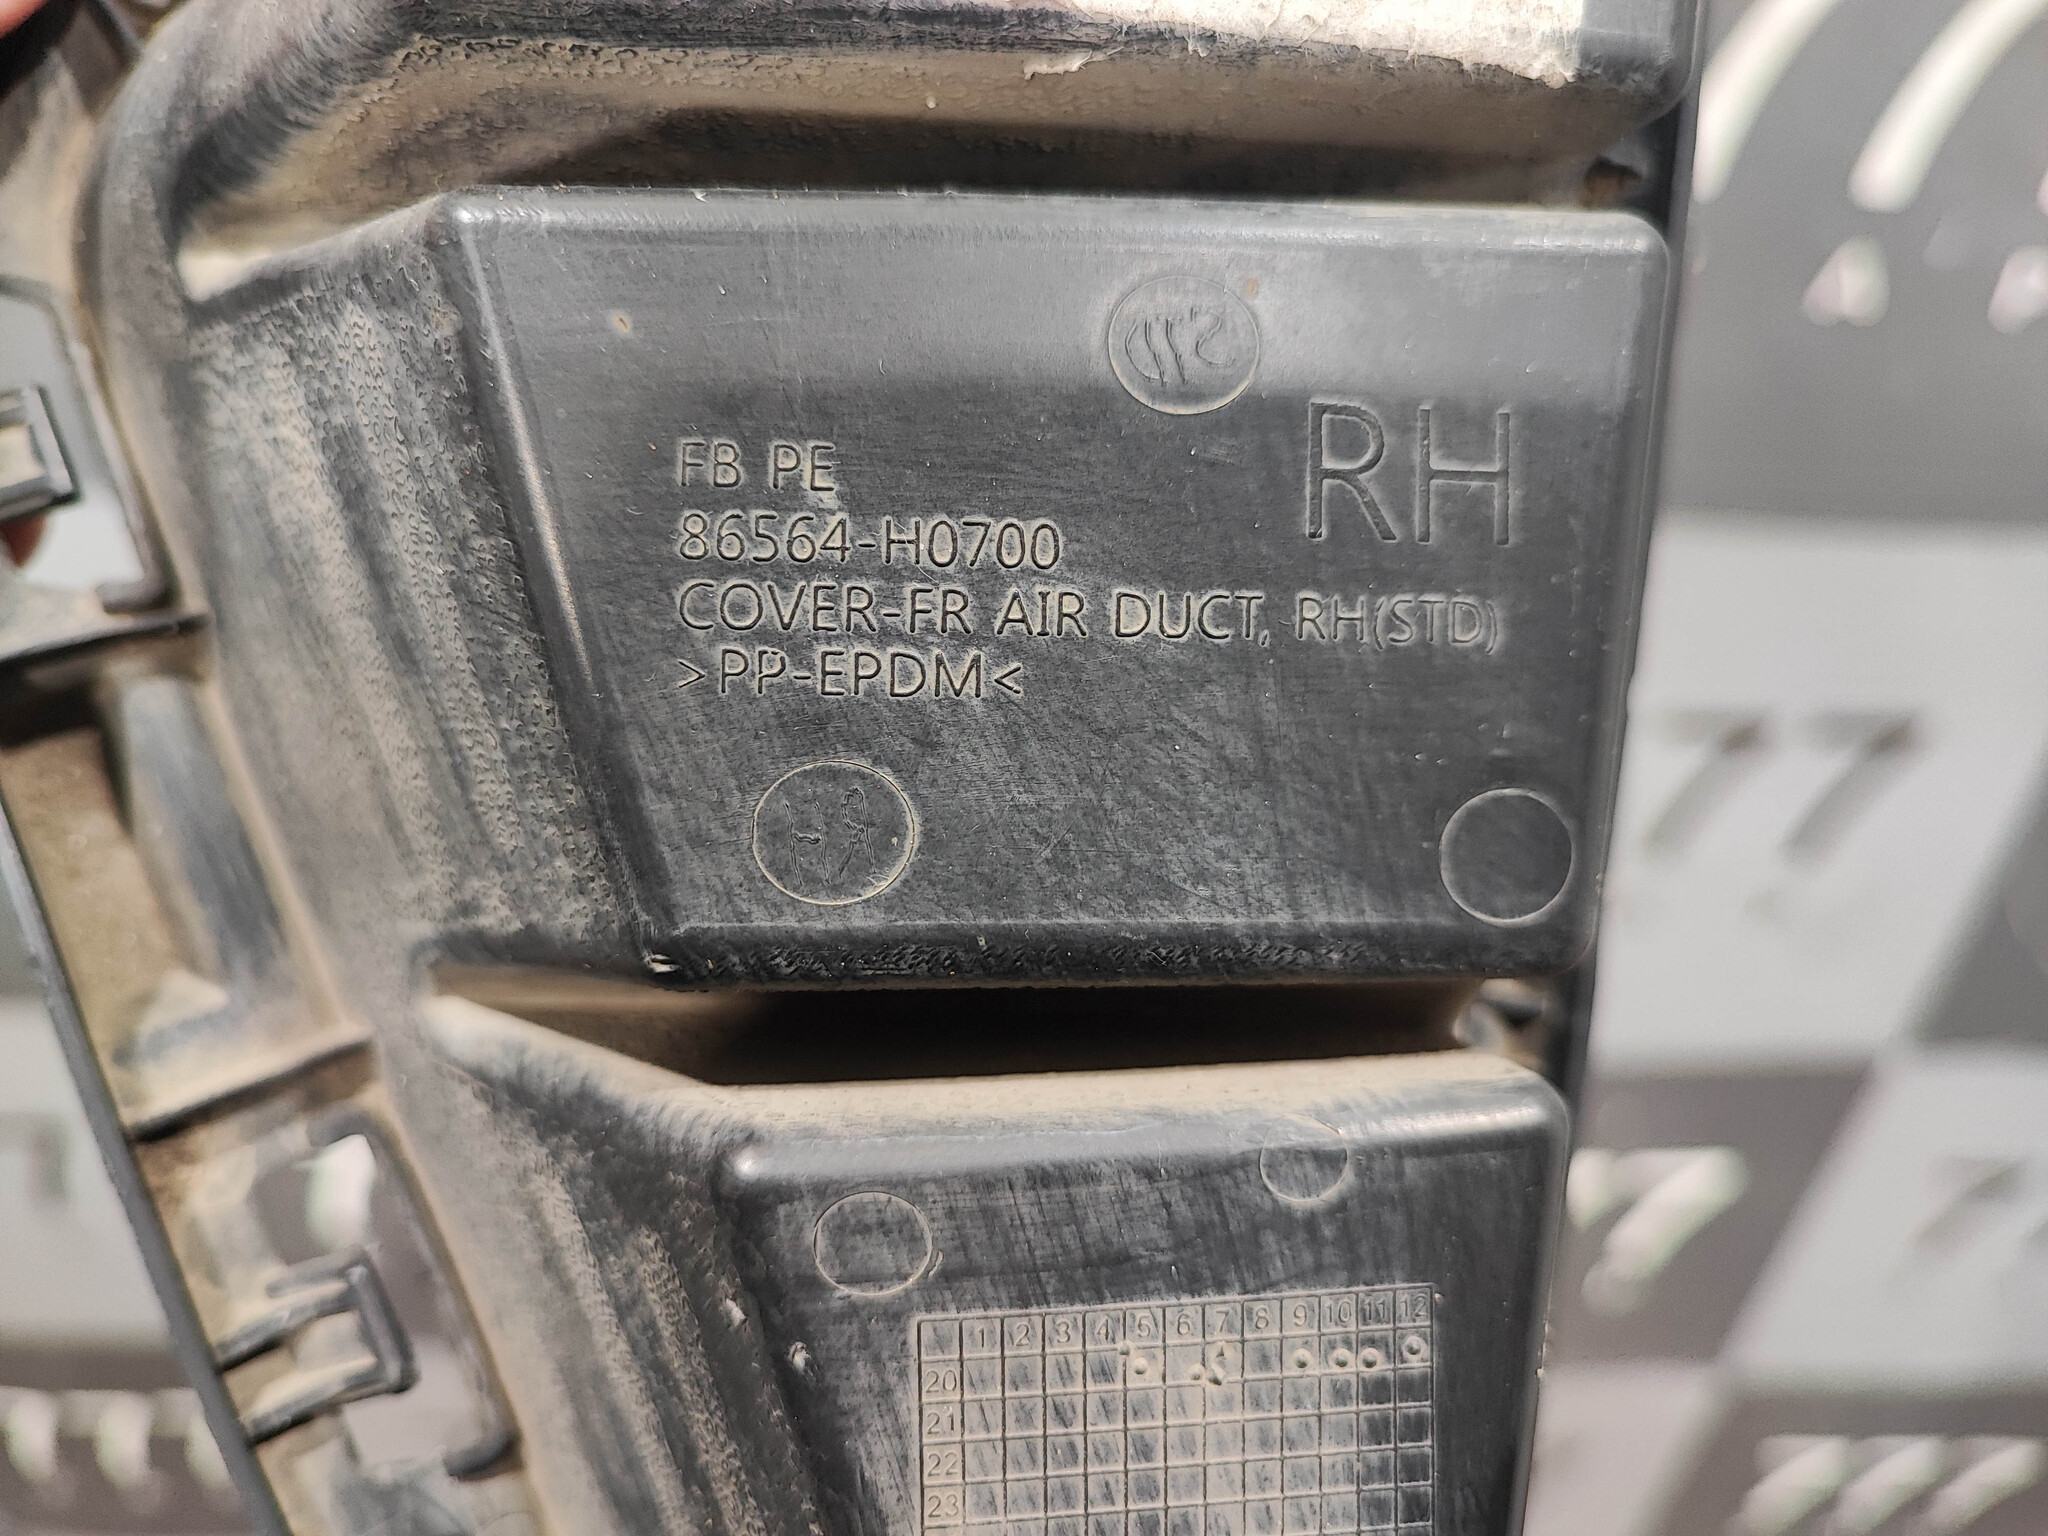 RH
FB PE
86564-H0700
COVER-FR AIR DUCT, RH(STD)
>PP-EPDM<
1 2 3 4 5 6 7 8 9 10 11 12
20
21
22
23
77